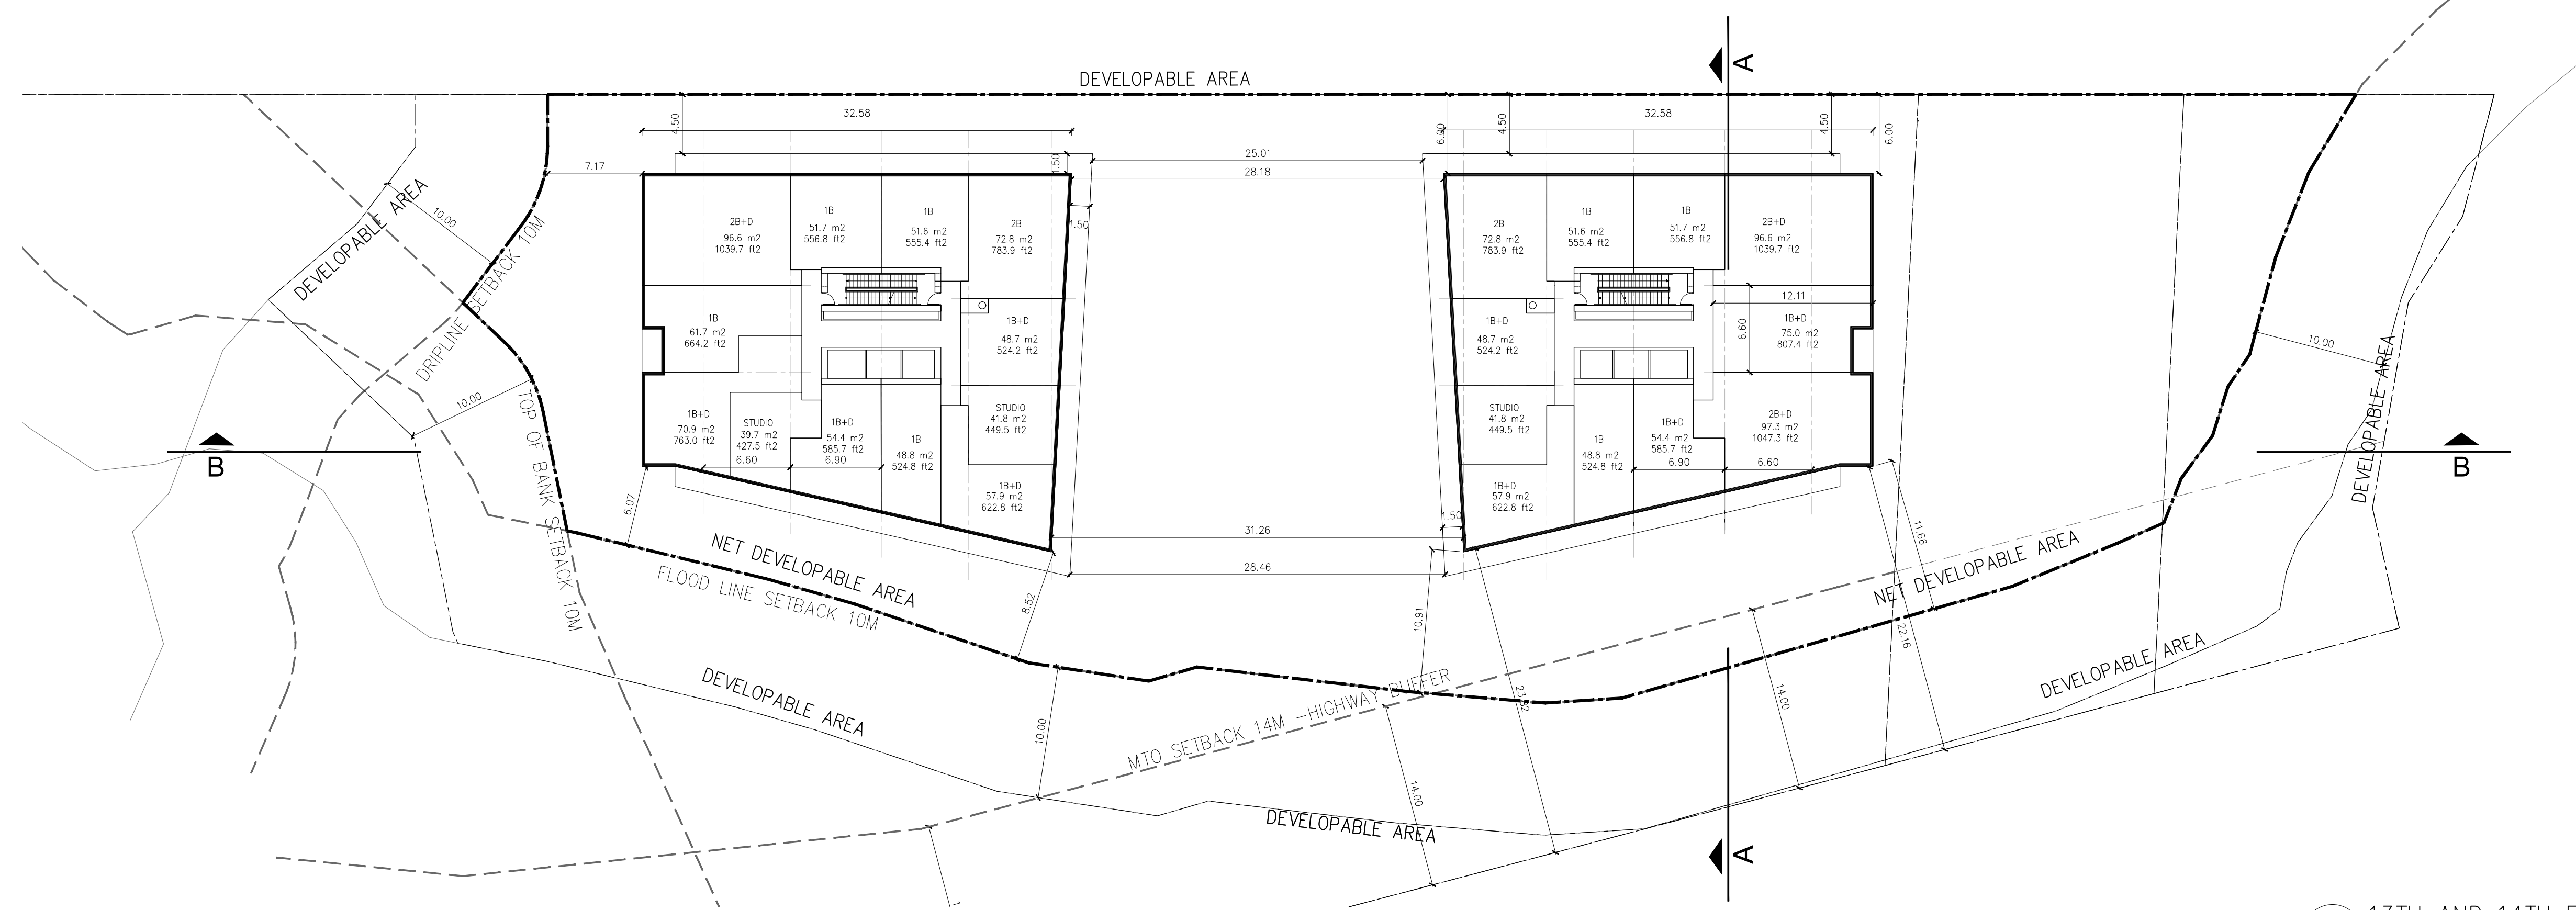 DEVELOPABLE AREA
A
32.58
32.58
4.50
6.00
4.50
4.50
6.00
1.50
25.01
28.18
7.17
1.50
DEVELOPABLE AREA
10.00
DRIPLINE SETBACK 10M
2B+D
96.6 m2
1039.7 ft2
1B
51.7 m2
556.8 ft2
1B
51.6 m2
555.4 ft2
2B
72.8 m2
783.9 ft2
1B
61.7 m2
664.2 ft2
1B+D
48.7 m2
524.2 ft2
1B+D
70.9 m2
763.0 ft2
STUDIO
39.7 m2
427.5 ft2
6.60
1B+D
54.4 m2
585.7 ft2
6.90
1B
48.8 m2
524.8 ft2
STUDIO
41.8 m2
449.5 ft2
1B+D
57.9 m2
622.8 ft2
2B
72.8 m2
783.9 ft2
1B
51.6 m2
555.4 ft2
1B
51.7 m2
556.8 ft2
2B+D
96.6 m2
1039.7 ft2
12.11
6.60
1B+D
48.7 m2
524.2 ft2
1B+D
75.0 m2
807.4 ft2
STUDIO
41.8 m2
449.5 ft2
1B
48.8 m2
524.8 ft2
1B+D
54.4 m2
585.7 ft2
6.90
2B+D
97.3 m2
1047.3 ft2
6.60
1B+D
57.9 m2
622.8 ft2
1.50
10.00
DEVELOPABLE AREA
10.00
B
B
TOP OF BANK SETBACK 10M
6.07
31.26
28.46
11.66
NET DEVELOPABLE AREA
FLOOD LINE SETBACK 10M
8.52
10.91
NET DEVELOPABLE AREA
22.16
DEVELOPABLE AREA
DEVELOPABLE AREA
10.00
MTO SETBACK 14M -HIGHWAY BUFFER
14.00
14.00
DEVELOPABLE AREA
A